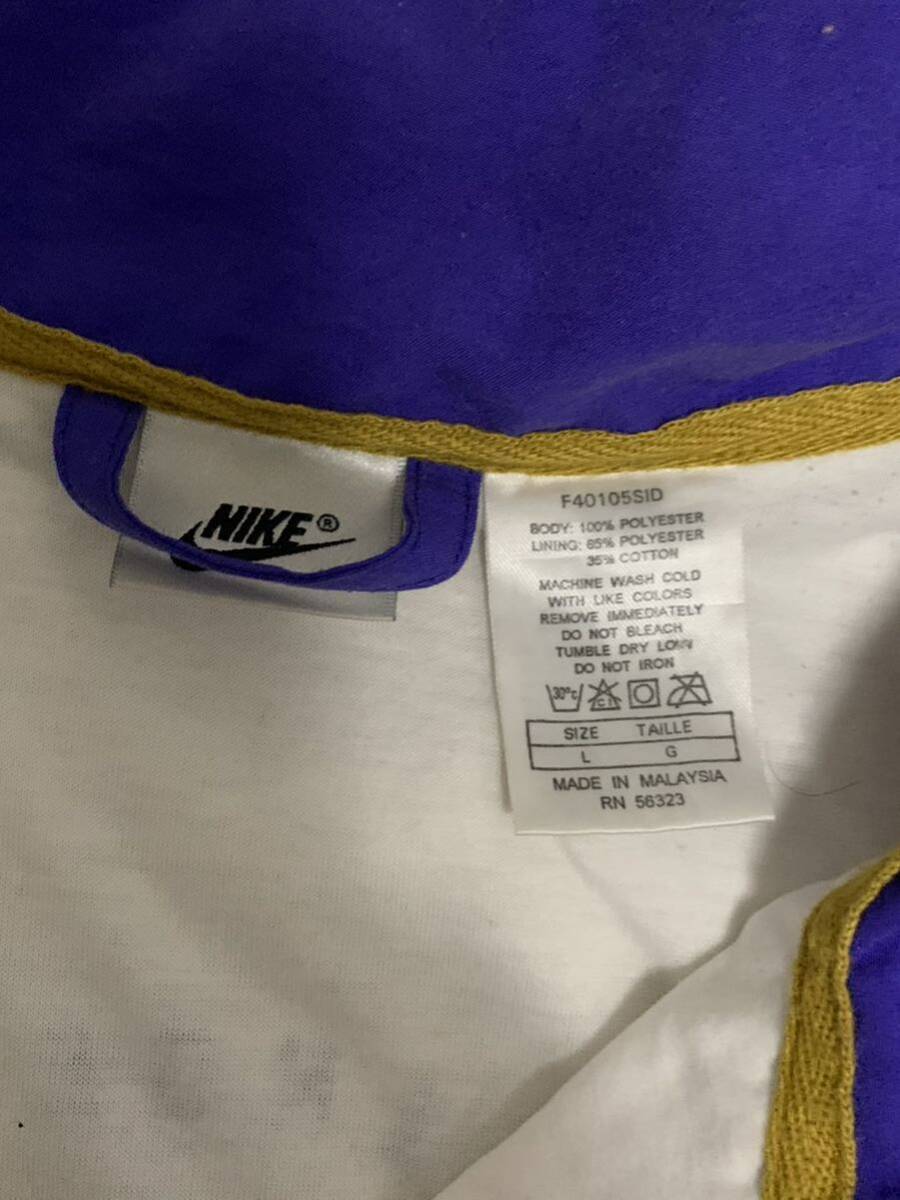 NIKE®
F40105SID
BODY: 100% POLYESTER
LINING: 65% POLYESTER
35% COTTON
MACHINE WASH COLD
WITH LIKE COLORS
REMOVE IMMEDIATELY
DO NOT BLEACH
TUMBLE DRY LOW
DO NOT IRON
30°c Cl
SIZE TAILLE
L G
MADE IN MALAYSIA
RN 56323